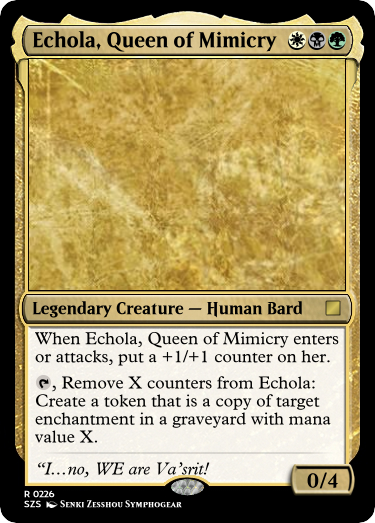 Echola, Queen of Mimicry
Legendary Creature — Human Bard
When Echola, Queen of Mimicry enters
or attacks, put a +1/+1 counter on her.
, Remove X counters from Echola:
Create a token that is a copy of target
enchantment in a graveyard with mana
value X.
“I…no, WE are Va'srit!
0/4
R 0226
SZS Senki Zesshou Symphogear